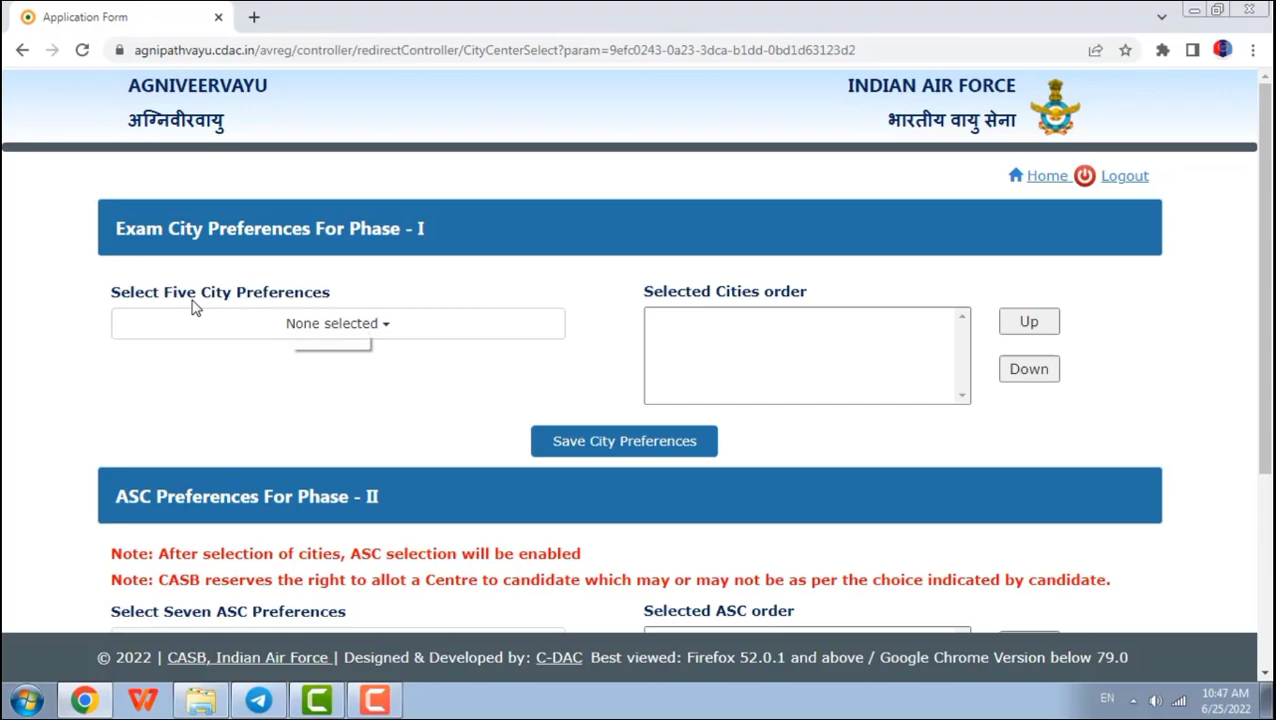 Application Form
agnipathvayu.cdac.in/avreg/controller/redirectController/CityCenterSelect?param=9efc0243-0a23-3dca-b1dd-0bd1d63123d2
AGNIVEERVAYU
INDIAN AIR FORCE
अग्निवीरवायु
भारतीय वायु सेना
Home Logout
Exam City Preferences For Phase - I
Select Five City Preferences
Selected Cities order
None selected
Up
Down
Save City Preferences
ASC Preferences For Phase - II
Note: After selection of cities, ASC selection will be enabled
Note: CASB reserves the right to allot a Centre to candidate which may or may not be as per the choice indicated by candidate.
Select Seven ASC Preferences
Selected ASC order
© 2022 | CASB, Indian Air Force | Designed & Developed by: C-DAC Best viewed: Firefox 52.0.1 and above / Google Chrome Version below 79.0
EN
10:47 AM
6/25/2022